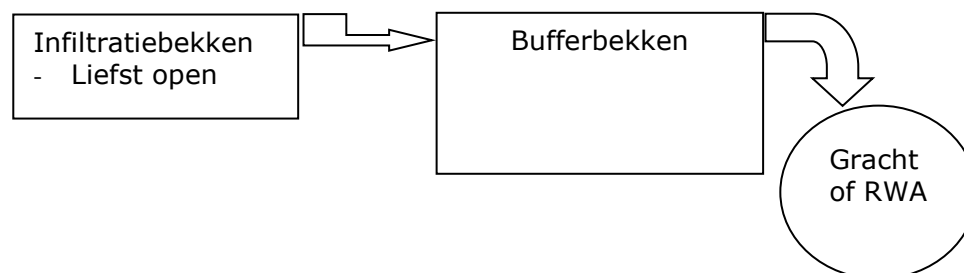 Infiltratiebekken
- Liefst open
Bufferbekken
Gracht
of RWA